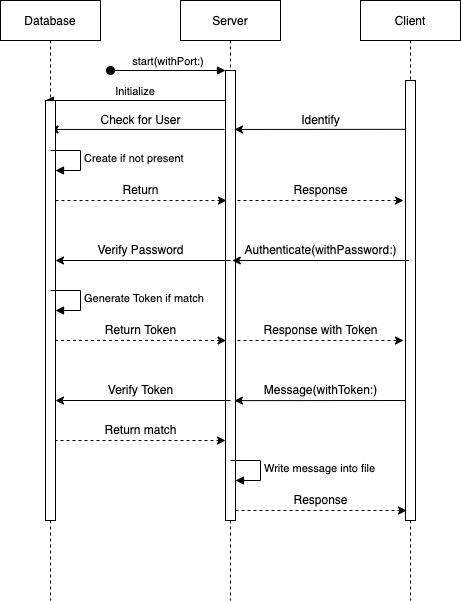 Database
Server
Client
start(withPort:)
Initialize
Check for User
Identify
Create if not present
Return
Response
Verify Password
Authenticate(withPassword:)
Generate Token if match
Return Token
Response with Token
Verify Token
Message(withToken:)
Return match
Write message into file
Response